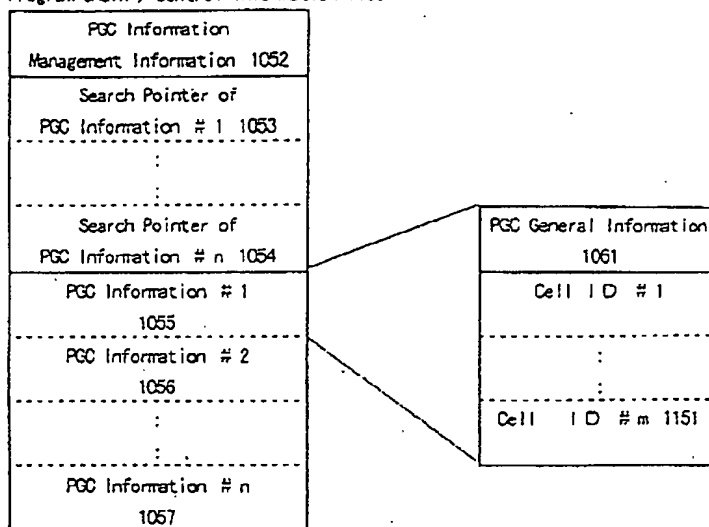 PGC Information
Management Information 1052
Search Pointer of
PGC Information # 1 1053
:
:
Search Pointer of
PGC Information # n 1054
PGC Information # 1
1055
PGC Information # 2
1056
:
:
PGC Information # n
1057
PGC General Information
1061
Cell ID # 1
:
:
Cell ID # m 1151